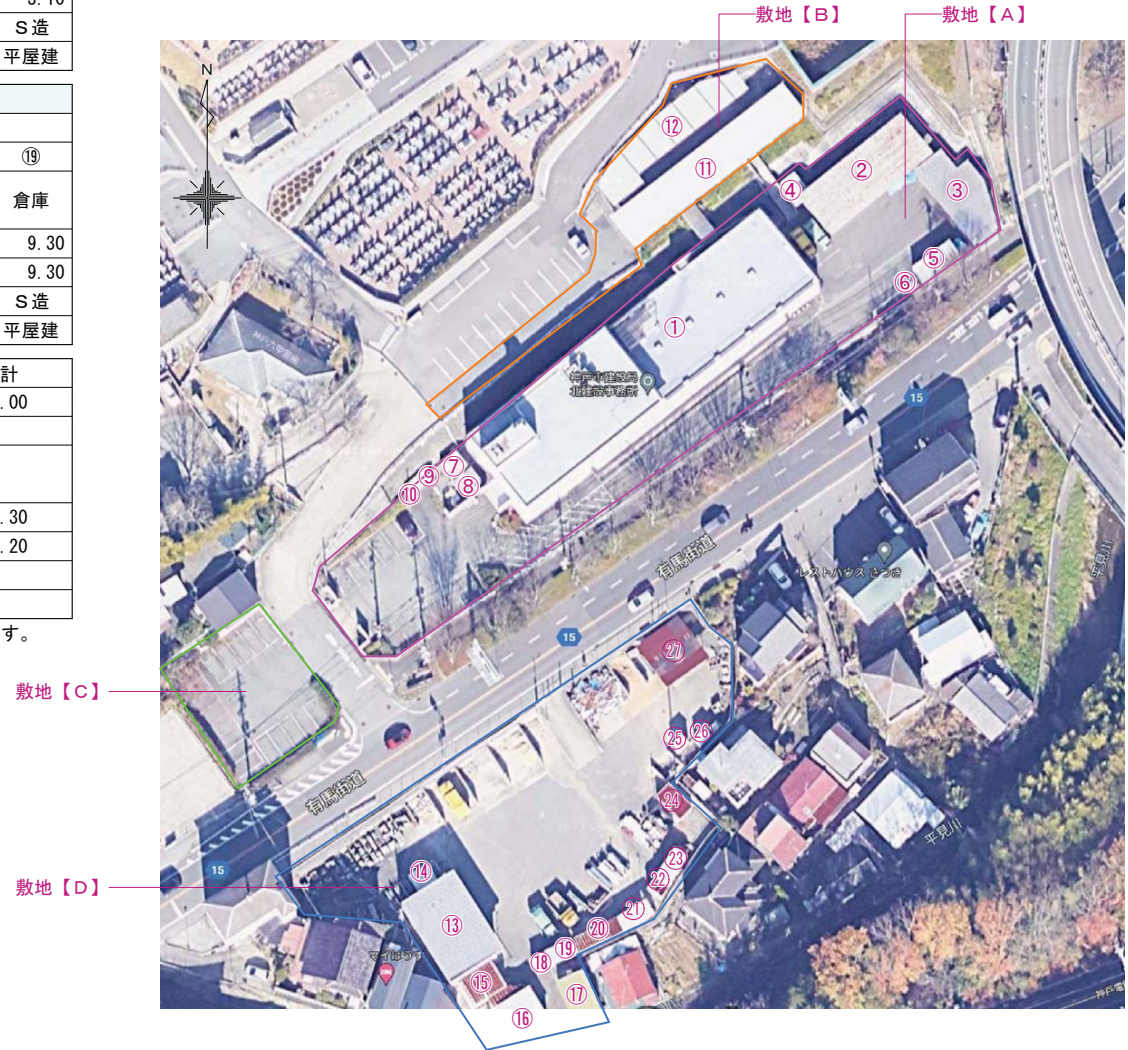 9.10
S造
平屋建
⑲
倉庫
9.30
9.30
S造
平屋建
計
.00
.30
.20
す。
敷地【B】
敷地【A】
N
⑫
⑪
②
④
③
⑤
⑥
①
神戸市建設局
北建設事務所
15
⑦
⑨
⑧
⑩
有馬街道
レストハウス さつき
平見川
15
㉗
敷地【C】
㉕
㉖
有馬街道
㉔
平見川
15
⑭
㉓
敷地【D】
㉒
㉑
⑬
⑳
⑲
⑱
⑮
⑰
⑯